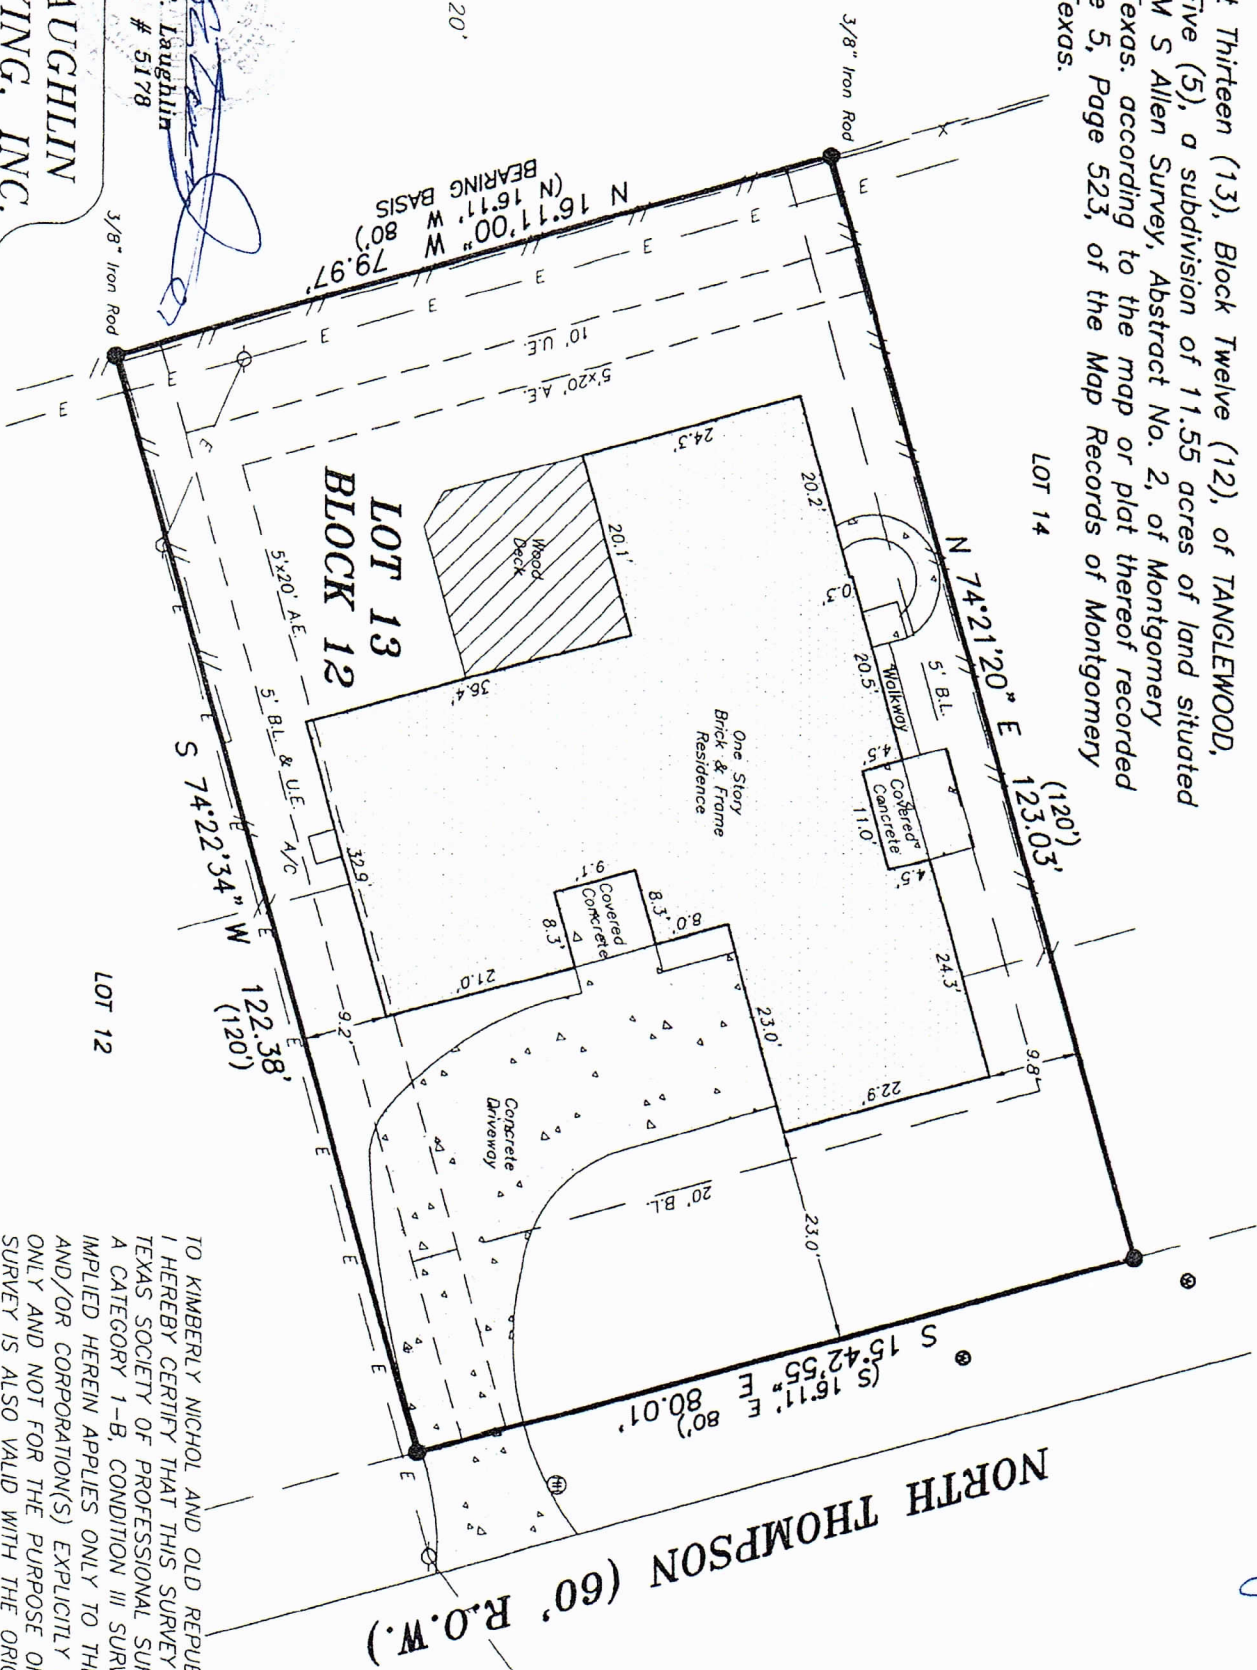 Thirteen (13), Block Twelve (12), of TANGLEWOOD,
Five (5), a subdivision of 11.55 acres of land situated
M S Allen Survey, Abstract No. 2, of Montgomery
Texas. according to the map or plat thereof recorded
5, Page 523, of the Map Records of Montgomery
Texas.
LOT 14
3/8" Iron Rod
N 74°21'20" E 123.03'
(120')
5' B.L.
20'
N 16°11'00" W 79.97'
(N 16°11' W 80')
BEARING BASIS
10' U.E.
5'x20' A.E.
24.3'
20.2'
0.3'
20.5'
Walkway
4.5'
Covered
Concrete
11.0'
4.5'
24.3'
9.8'
22.9'
Wood
Deck
20.1'
36.4'
One Story
Brick & Frame
Residence
LOT 13
BLOCK 12
5'x20' A.E.
5' B.L. & U.E.
A/C
32.9'
9.1'
Covered
Concrete
8.3'
8.3'
8.0'
23.0'
21.0'
9.2'
Concrete
Driveway
20' B.L.
23.0'
S 15°42'55" E 80.01'
(S 16°11' E 80')
NORTH THOMPSON (60' R.O.W.)
S 74°22'34" W 122.38'
(120')
LOT 12
3/8" Iron Rod
Laughlin
# 5178
AUGHLIN
YING, INC.
TO KIMBERLY NICHOL AND OLD REPUB
I HEREBY CERTIFY THAT THIS SURVEY
TEXAS SOCIETY OF PROFESSIONAL SUR
A CATEGORY 1-B, CONDITION III SURV
IMPLIED HEREIN APPLIES ONLY TO TH
AND/OR CORPORATION(S) EXPLICITLY
ONLY AND NOT FOR THE PURPOSE O
SURVEY IS ALSO VALID WITH THE ORIG